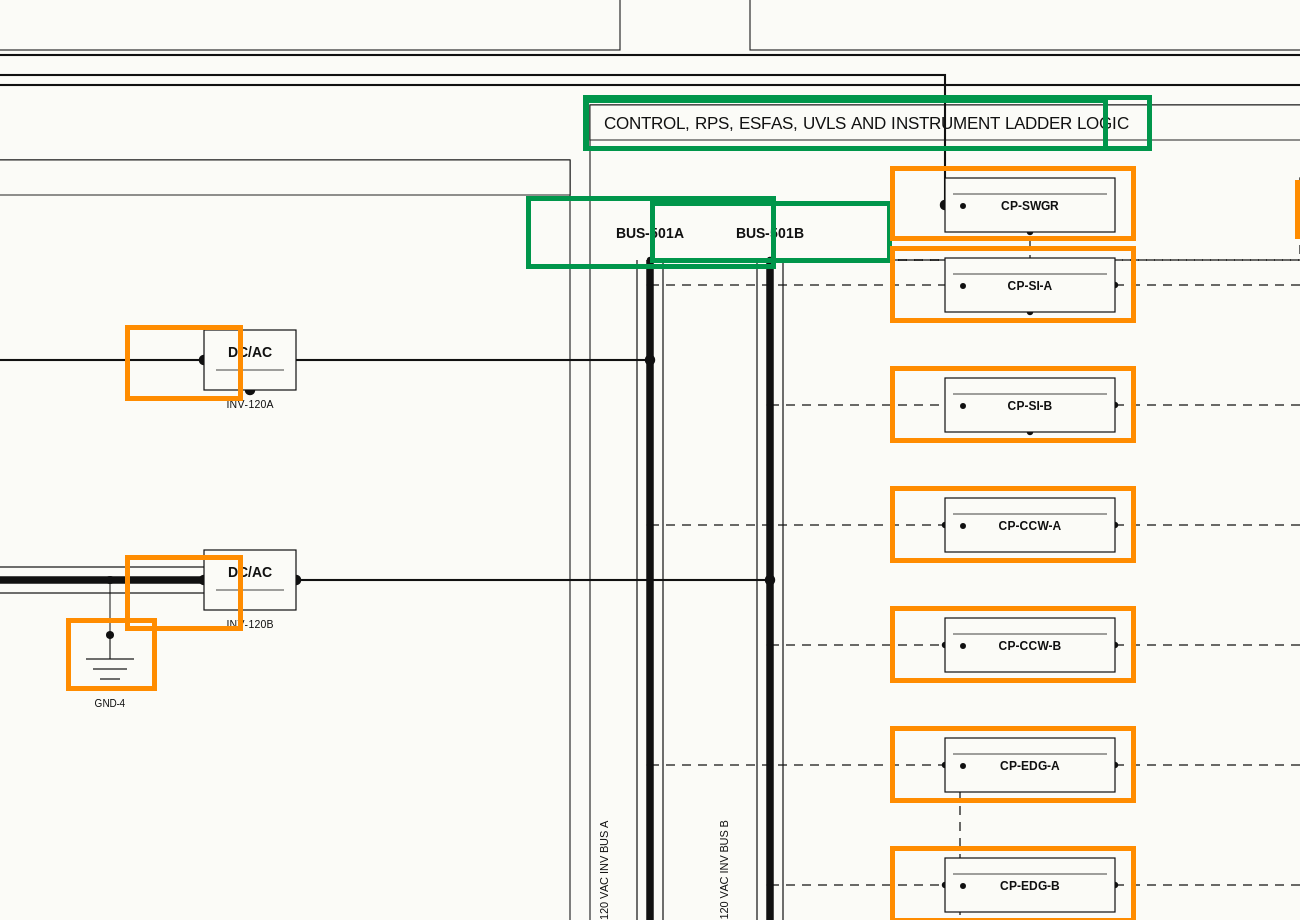 CONTROL, RPS, ESFAS, UVLS AND INSTRUMENT LADDER LOGIC
CP-SWGR
BUS-501A
BUS-501B
CP-SI-A
DC/AC
INV-120A
CP-SI-B
CP-CCW-A
DC/AC
INV-120B
CP-CCW-B
GND-4
CP-EDG-A
120 VAC INV BUS A
120 VAC INV BUS B
CP-EDG-B